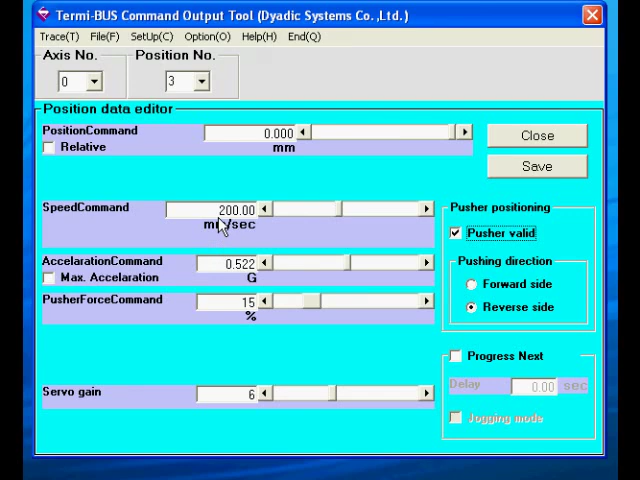 Termi-BUS Command Output Tool (Dyadic Systems Co.,Ltd.)
Trace(T) File(F) SetUp(C) Option(O) Help(H) End(Q)
Axis No. Position No.
0 3
Position data editor
PositionCommand 0.000 Close
Relative mm
Save
SpeedCommand 200.00 Pusher positioning
mm/sec Pusher valid
AccelarationCommand 0.522 Pushing direction
Max. Accelaration G Forward side
PusherForceCommand 15 Reverse side
%
Progress Next
Delay 0.00 sec
Servo gain 6
Jogging mode